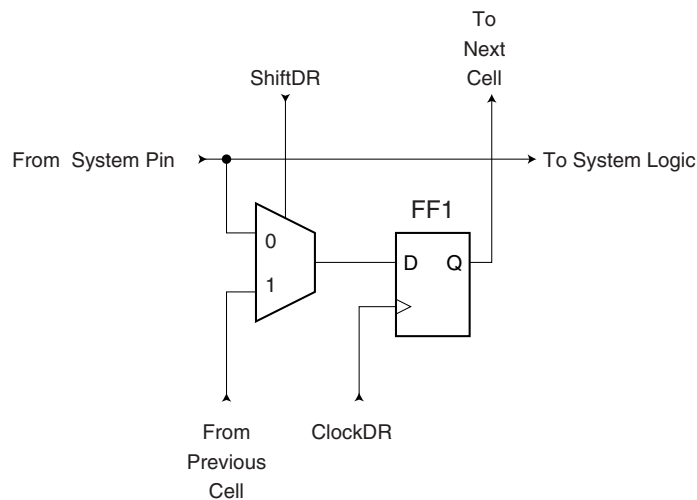 To
Next
Cell
ShiftDR
From System Pin
To System Logic
FF1
0
D Q
1
From
Previous
Cell
ClockDR